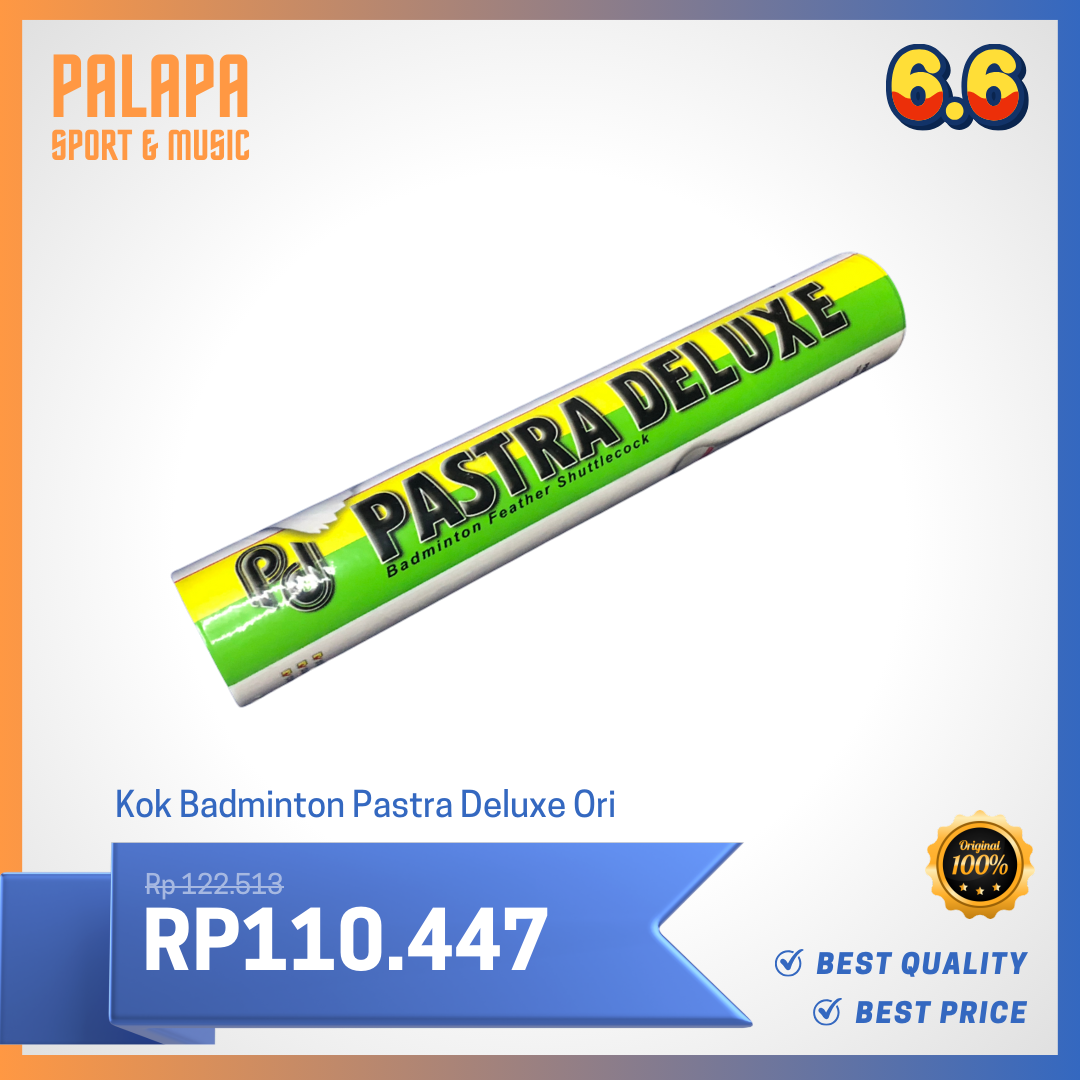 PALAPA
SPORT & MUSIC
6.6
PASTRA DELUXE
Badminton Feather Shuttlecock
Kok Badminton Pastra Deluxe Ori
Rp 122.513
RP110.447
Original
100%
BEST QUALITY
BEST PRICE